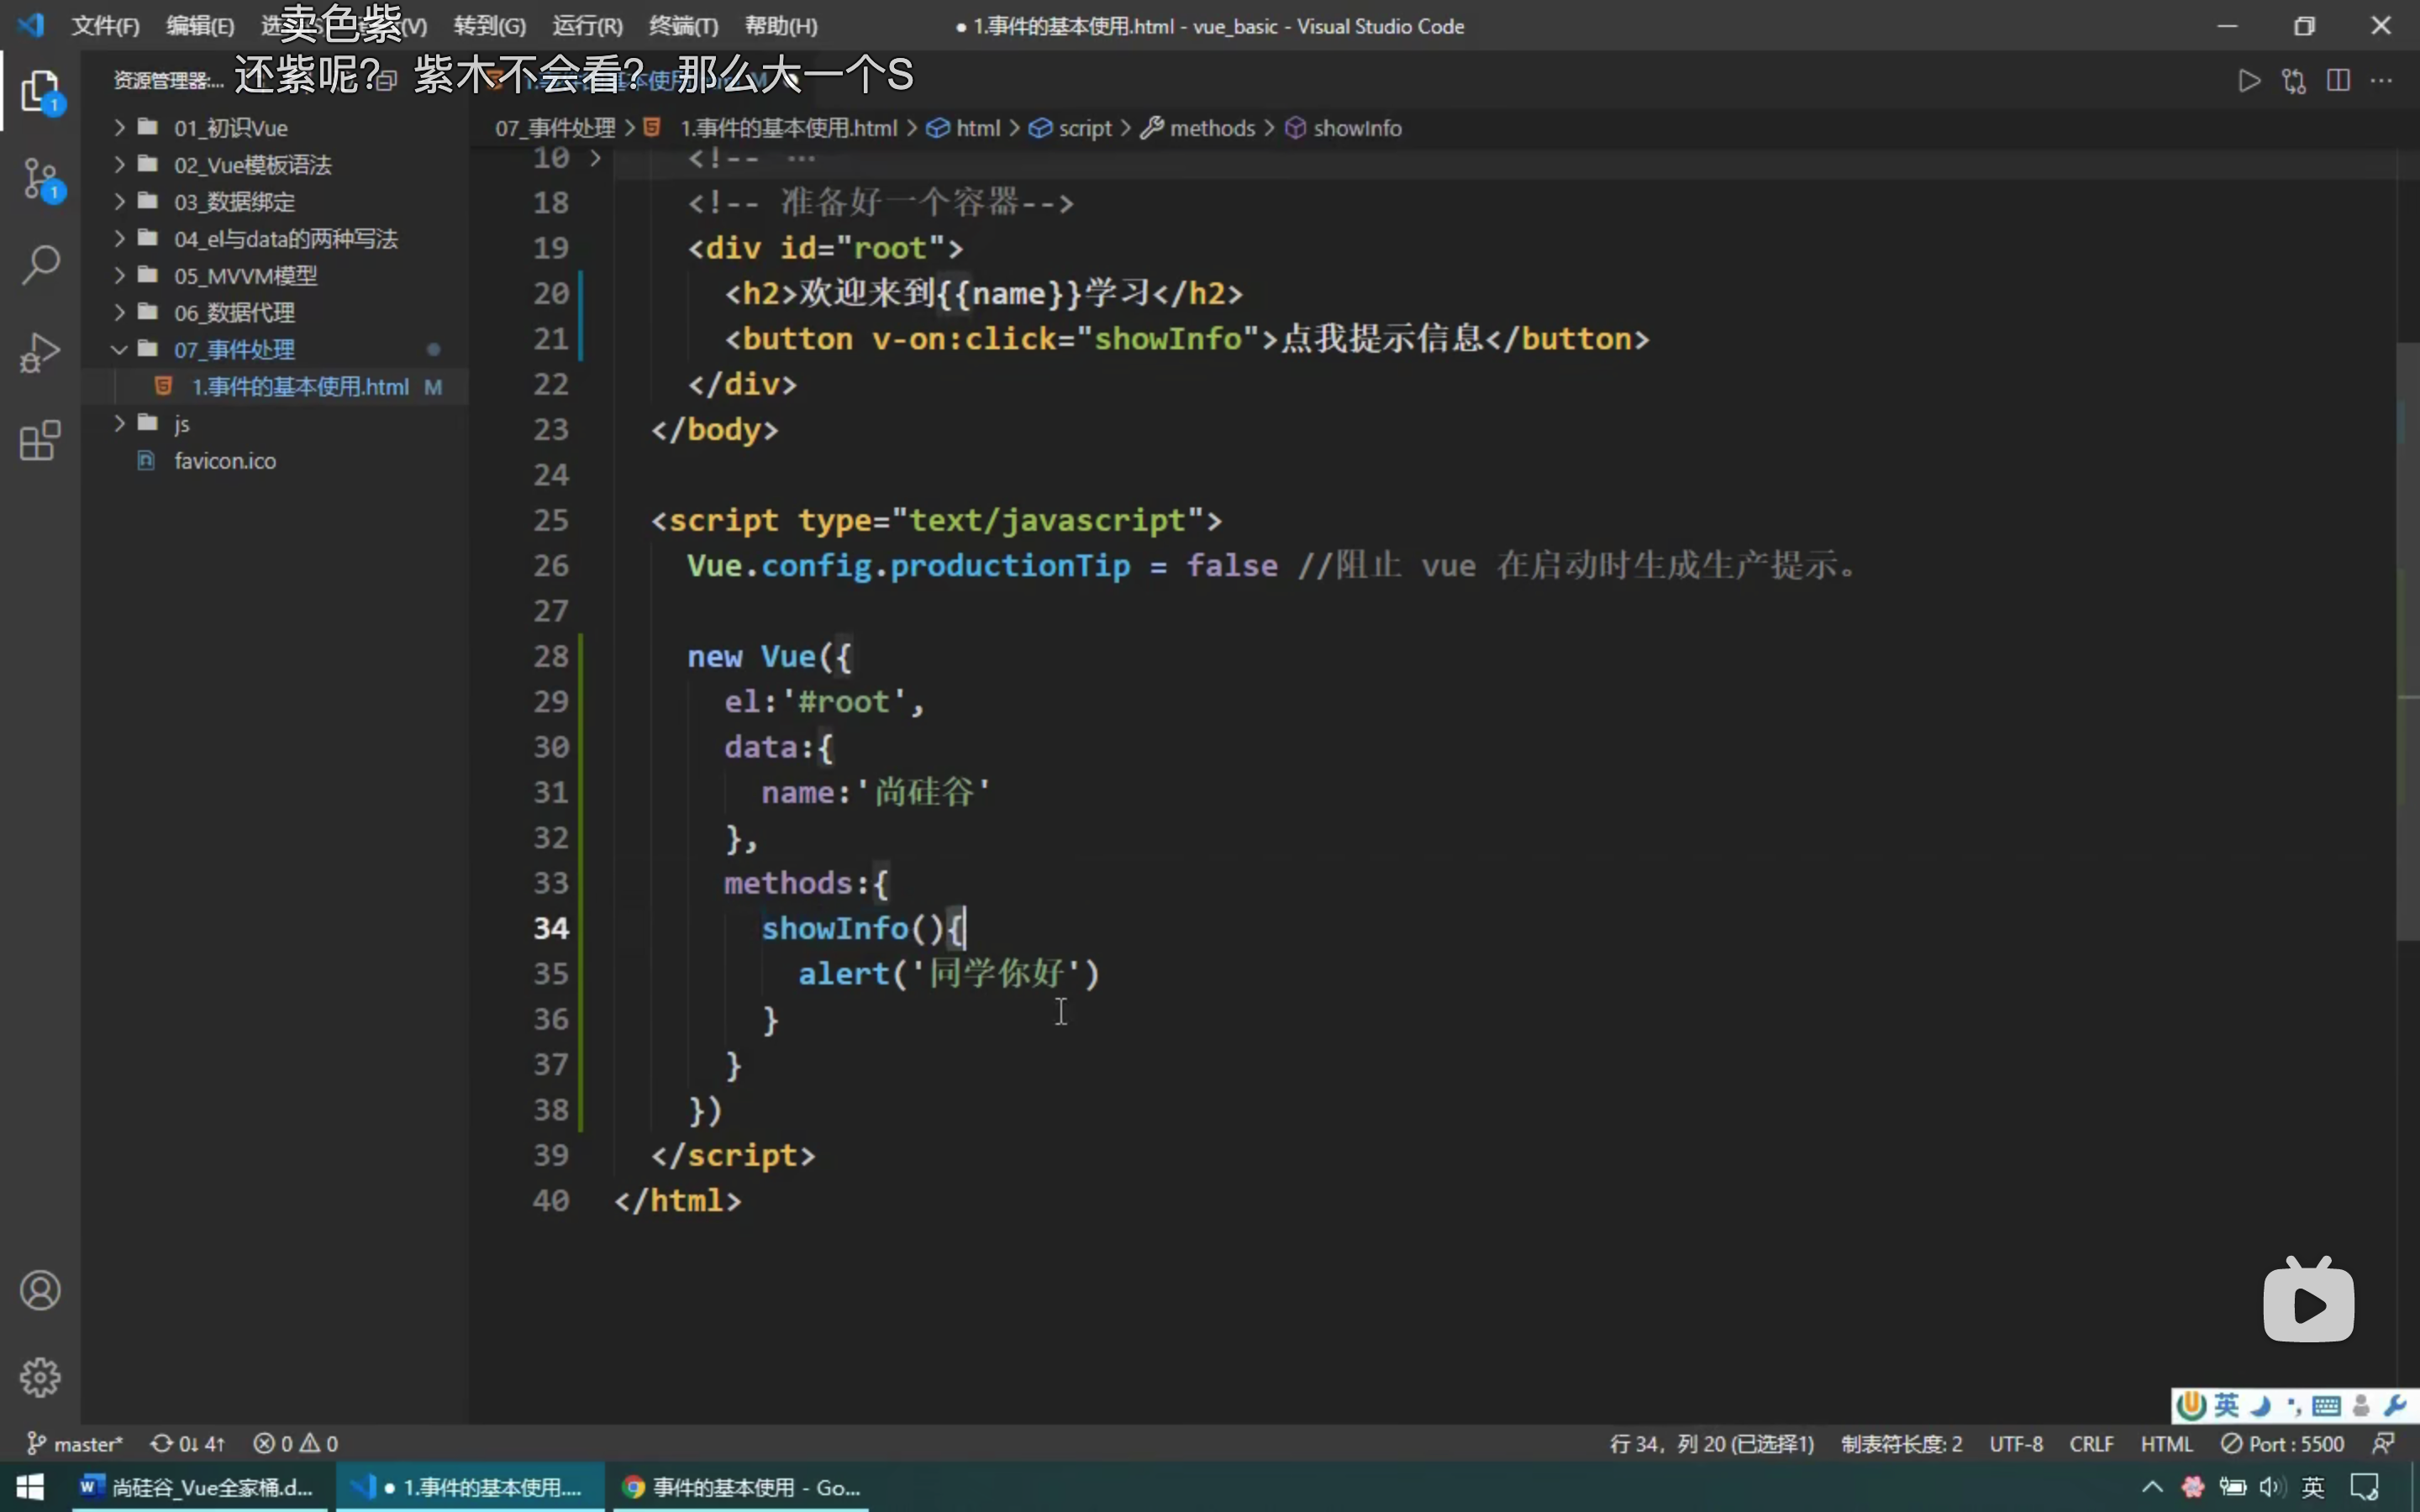 文件(F) 编辑(E) 选 (V) 转到(G) 运行(R) 终端(T) 帮助(H)
● 1.事件的基本使用.html - vue_basic - Visual Studio Code
卖色紫
还紫呢？ 紫木不会看？ 那么大一个S
资源管理器:...
01_初识Vue
02_Vue模板语法
03_数据绑定
04_el与data的两种写法
05_MVVM模型
06_数据代理
07_事件处理
1.事件的基本使用.html M
js
favicon.ico
07_事件处理 > 1.事件的基本使用.html > html > script > methods > showInfo
10 <!-- ···
18 <!-- 准备好一个容器-->
19 <div id="root">
20 <h2>欢迎来到{{name}}学习</h2>
21 <button v-on:click="showInfo">点我提示信息</button>
22 </div>
23 </body>
24
25 <script type="text/javascript">
26 Vue.config.productionTip = false //阻止 vue 在启动时生成生产提示。
27
28 new Vue({
29 el:'#root',
30 data:{
31 name:'尚硅谷'
32 },
33 methods:{
34 showInfo(){
35 alert('同学你好')
36 }
37 }
38 })
39 </script>
40 </html>
英
master* 0↓ 4↑ 0 0
行 34，列 20 (已选择1) 制表符长度: 2 UTF-8 CRLF HTML Port : 5500
尚硅谷_Vue全家桶.d...
● 1.事件的基本使用....
事件的基本使用 - Go...
英